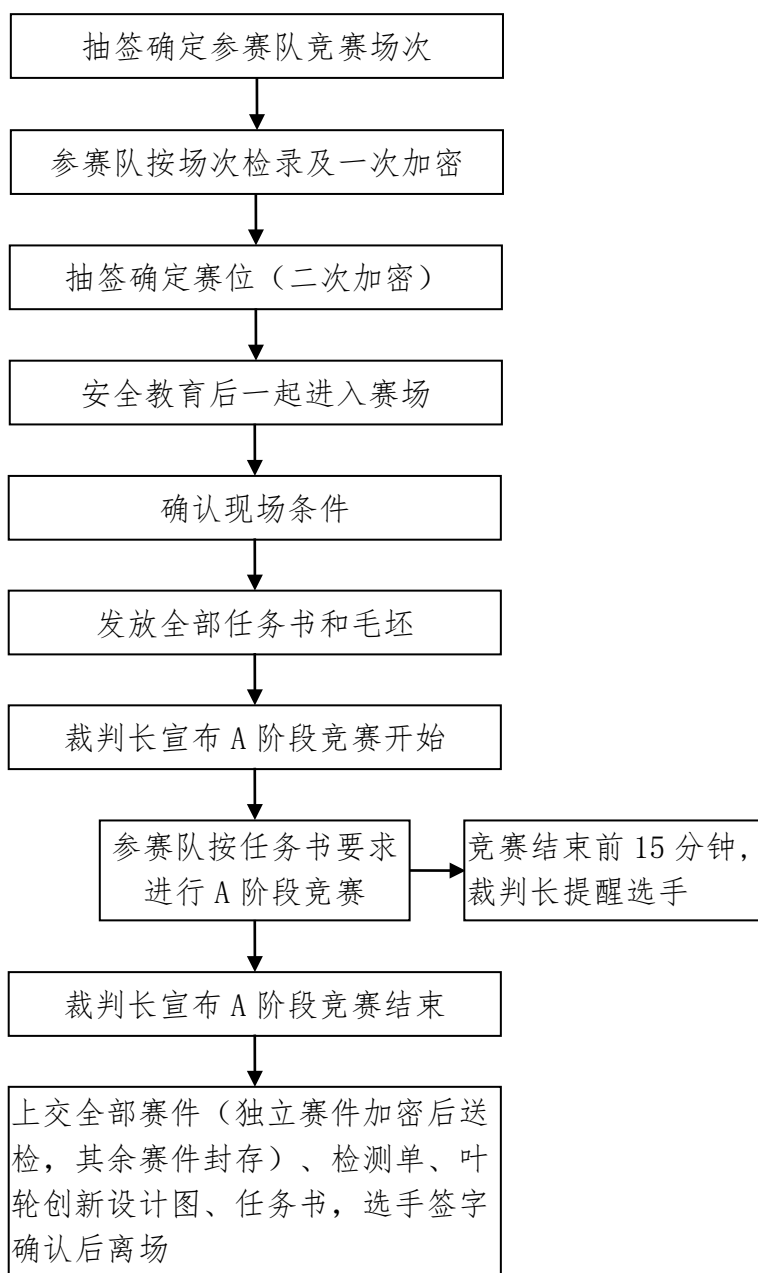 抽签确定参赛队竞赛场次
参赛队按场次检录及一次加密
抽签确定赛位（二次加密）
安全教育后一起进入赛场
确认现场条件
发放全部任务书和毛坯
裁判长宣布 A 阶段竞赛开始
参赛队按任务书要求
进行 A 阶段竞赛
竞赛结束前 15 分钟，
裁判长提醒选手
裁判长宣布 A 阶段竞赛结束
上交全部赛件（独立赛件加密后送
检，其余赛件封存）、检测单、叶
轮创新设计图、任务书，选手签字
确认后离场